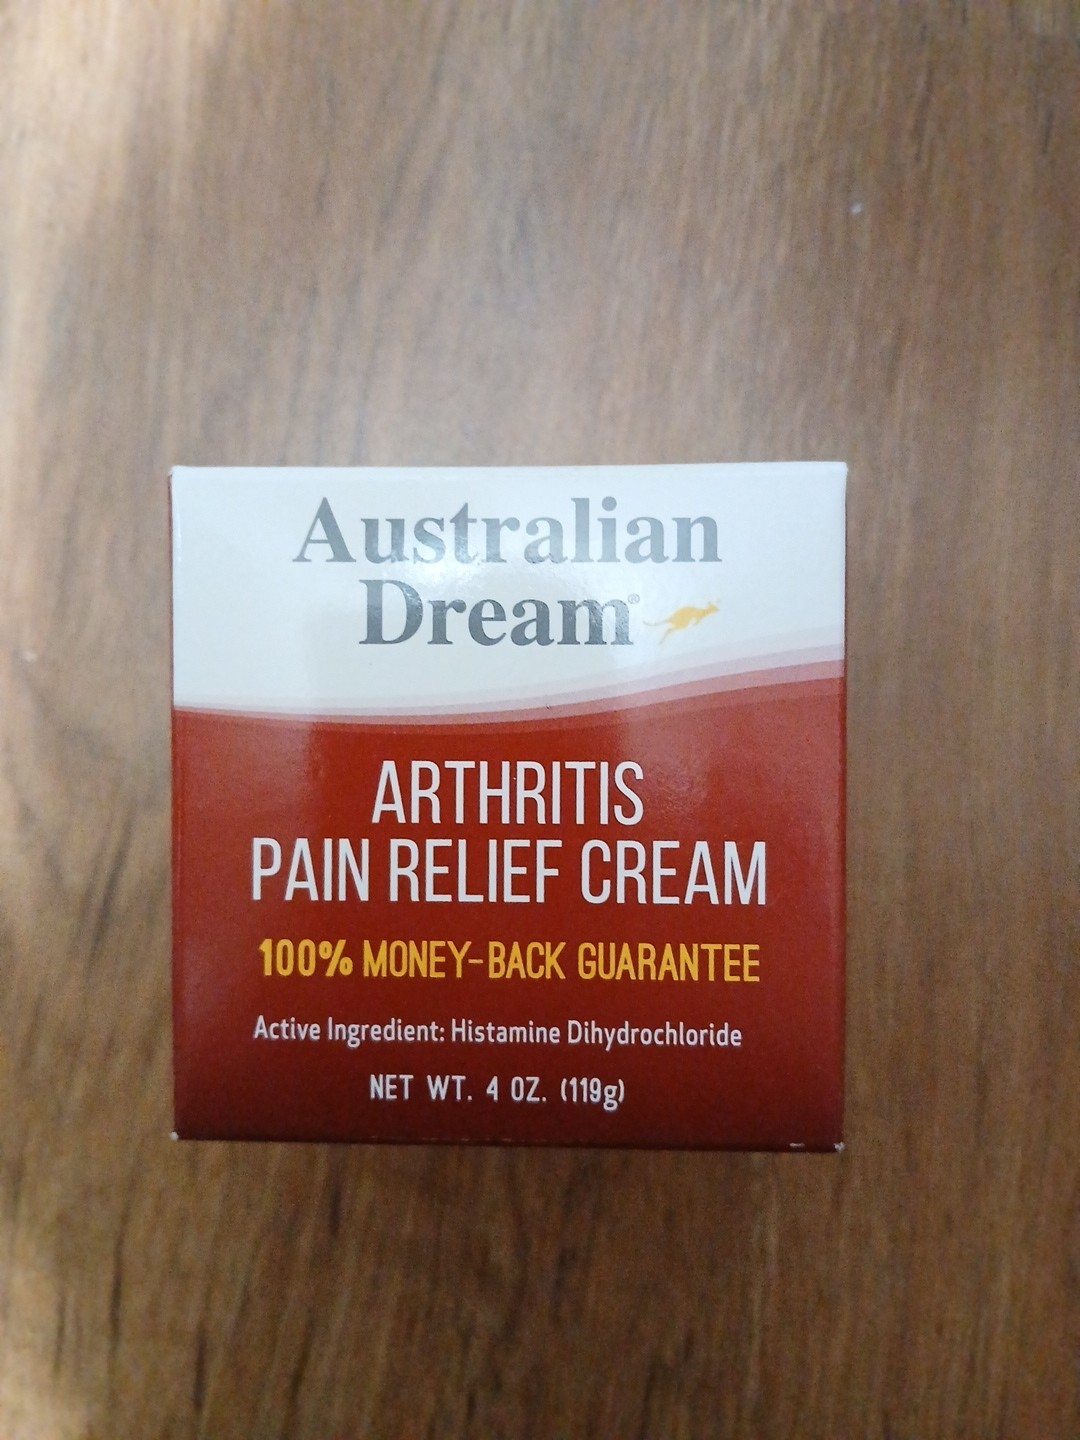 Australian
Dream®
ARTHRITIS
PAIN RELIEF CREAM
100% MONEY-BACK GUARANTEE
Active Ingredient: Histamine Dihydrochloride
NET WT. 4 OZ. (119g)